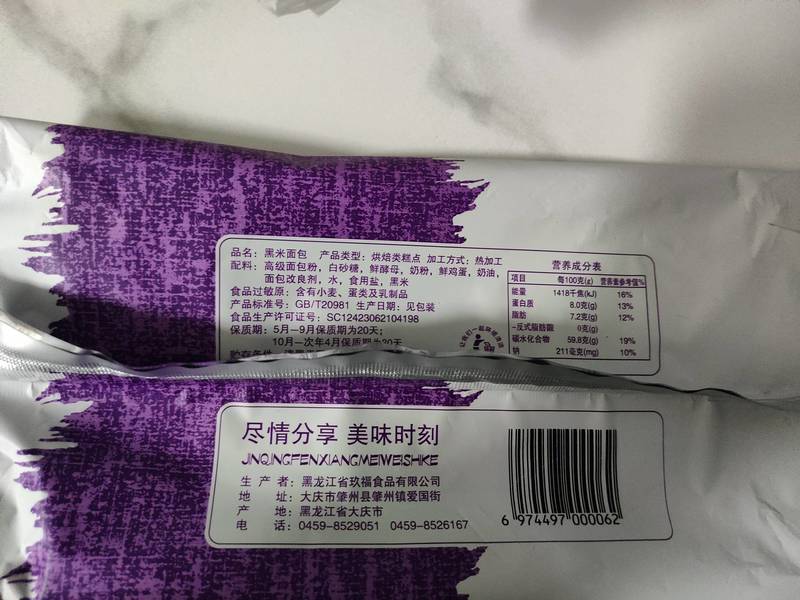 品名：黑米面包 产品类型：烘焙类糕点 加工方式：热加工
配料：高级面包粉，白砂糖，鲜酵母，奶粉，鲜鸡蛋，奶油，
面包改良剂，水，食用盐，黑米
食品过敏原：含有小麦、蛋类及乳制品
产品标准号：GB/T20981 生产日期：见包装
食品生产许可证号：SC12423062104198
保质期：5月－9月保质期为20天；
10月－次年4月保质期为30天
贮存条件
营养成分表
项目 每100克(g) 营养素参考值%
能量 1418千焦(kJ) 16%
蛋白质 8.0克(g) 13%
脂肪 7.2克(g) 12%
-反式脂肪酸 0克(g)
碳水化合物 59.8克(g) 19%
钠 211毫克(mg) 10%
尽情分享 美味时刻
JINQINGFENXIANGMEIWEISHIKE
生产者：黑龙江省玖福食品有限公司
地址：大庆市肇州县肇州镇爱国街
产地：黑龙江省大庆市
电话：0459-8529051 0459-8526167
6 974497 000062